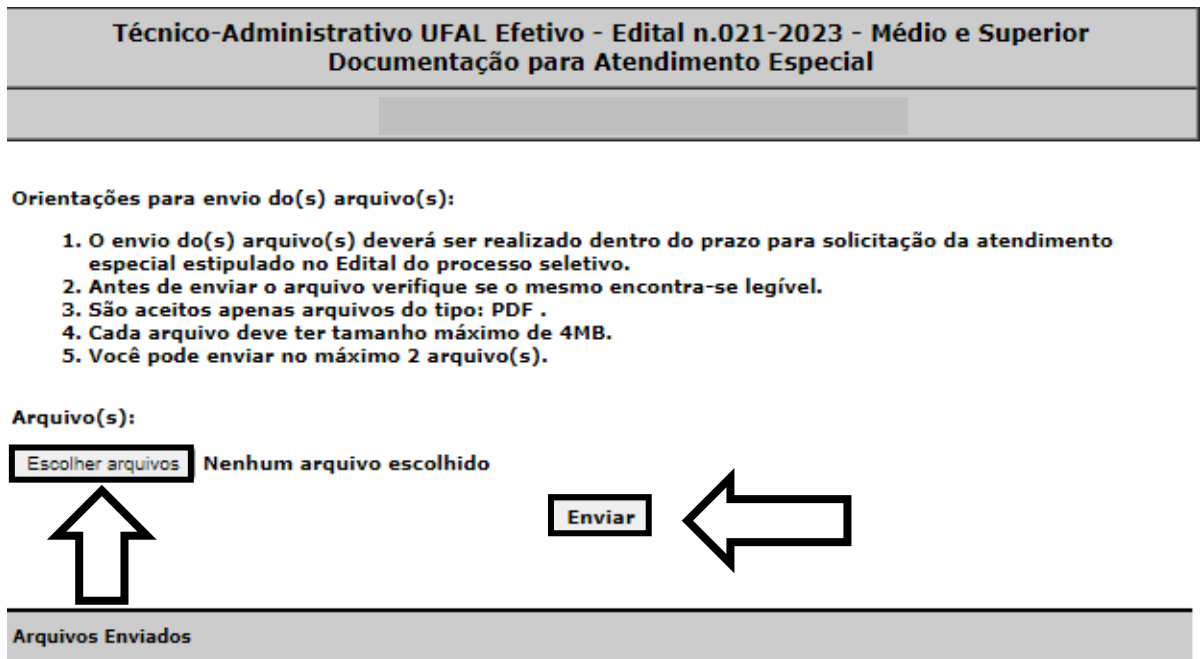 Técnico-Administrativo UFAL Efetivo - Edital n.021-2023 - Médio e Superior
Documentação para Atendimento Especial
Orientações para envio do(s) arquivo(s):
1. O envio do(s) arquivo(s) deverá ser realizado dentro do prazo para solicitação da atendimento
especial estipulado no Edital do processo seletivo.
2. Antes de enviar o arquivo verifique se o mesmo encontra-se legível.
3. São aceitos apenas arquivos do tipo: PDF .
4. Cada arquivo deve ter tamanho máximo de 4MB.
5. Você pode enviar no máximo 2 arquivo(s).
Arquivo(s):
Escolher arquivos Nenhum arquivo escolhido
Enviar
Arquivos Enviados